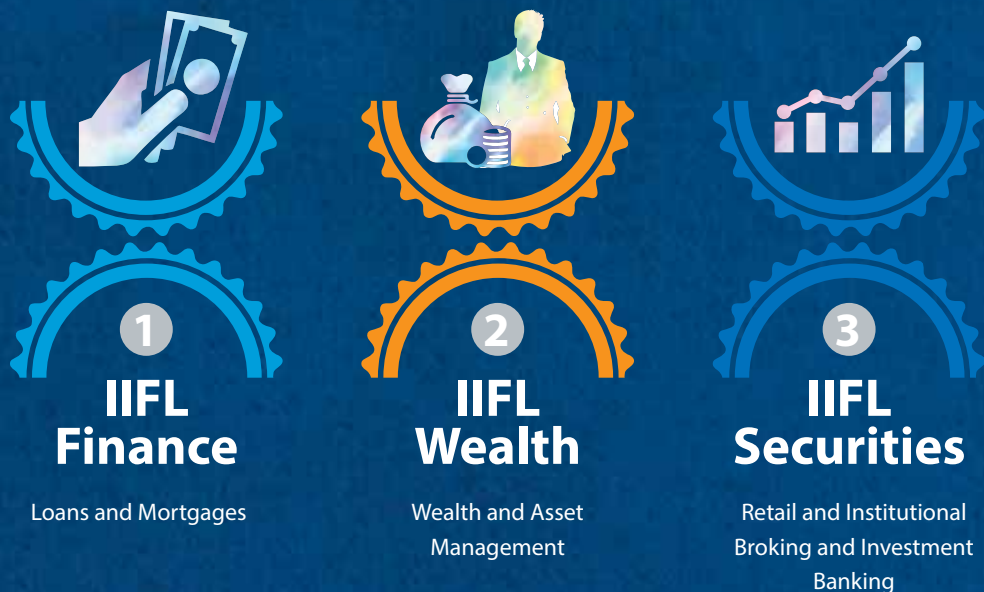 1
IIFL
Finance
Loans and Mortgages
2
IIFL
Wealth
Wealth and Asset
Management
3
IIFL
Securities
Retail and Institutional
Broking and Investment
Banking